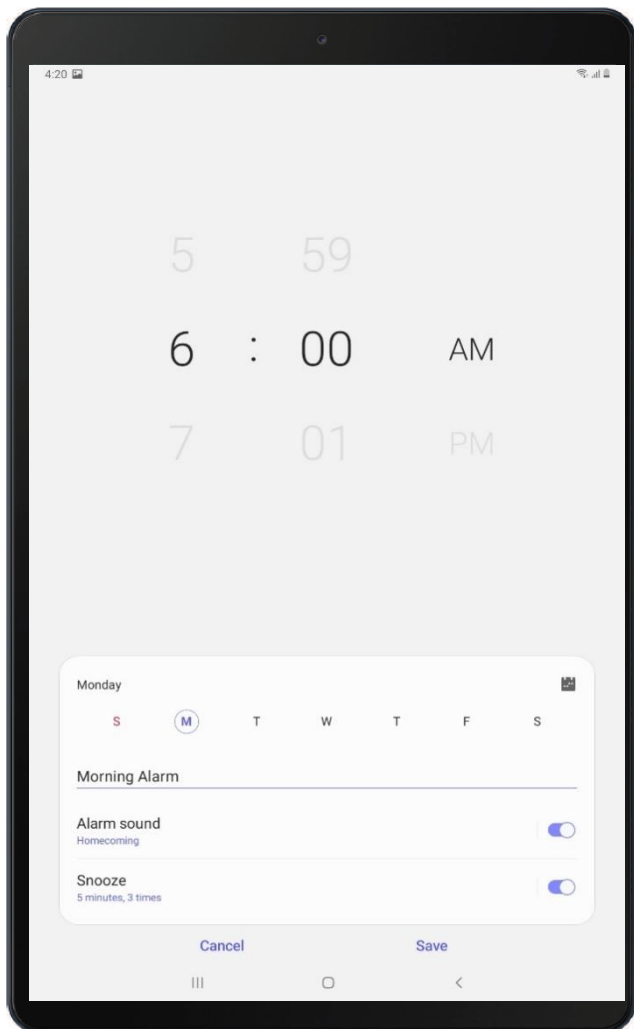 4:20
5 59
6 : 00 AM
7 01 PM
Monday
S M T W T F S
Morning Alarm
Alarm sound
Homecoming
Snooze
5 minutes, 3 times
Cancel Save